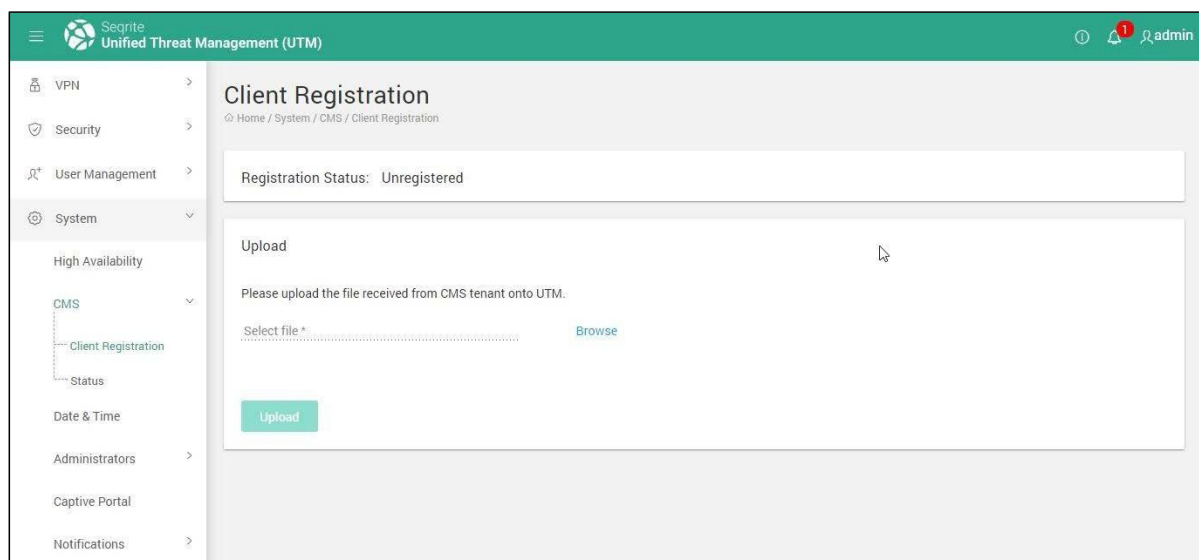 Seqrite
Unified Threat Management (UTM)
1
admin
VPN
Security
User Management
System
High Availability
CMS
Client Registration
Status
Date & Time
Administrators
Captive Portal
Notifications
Client Registration
Home / System / CMS / Client Registration
Registration Status: Unregistered
Upload
Please upload the file received from CMS tenant onto UTM.
Select file *
Browse
Upload